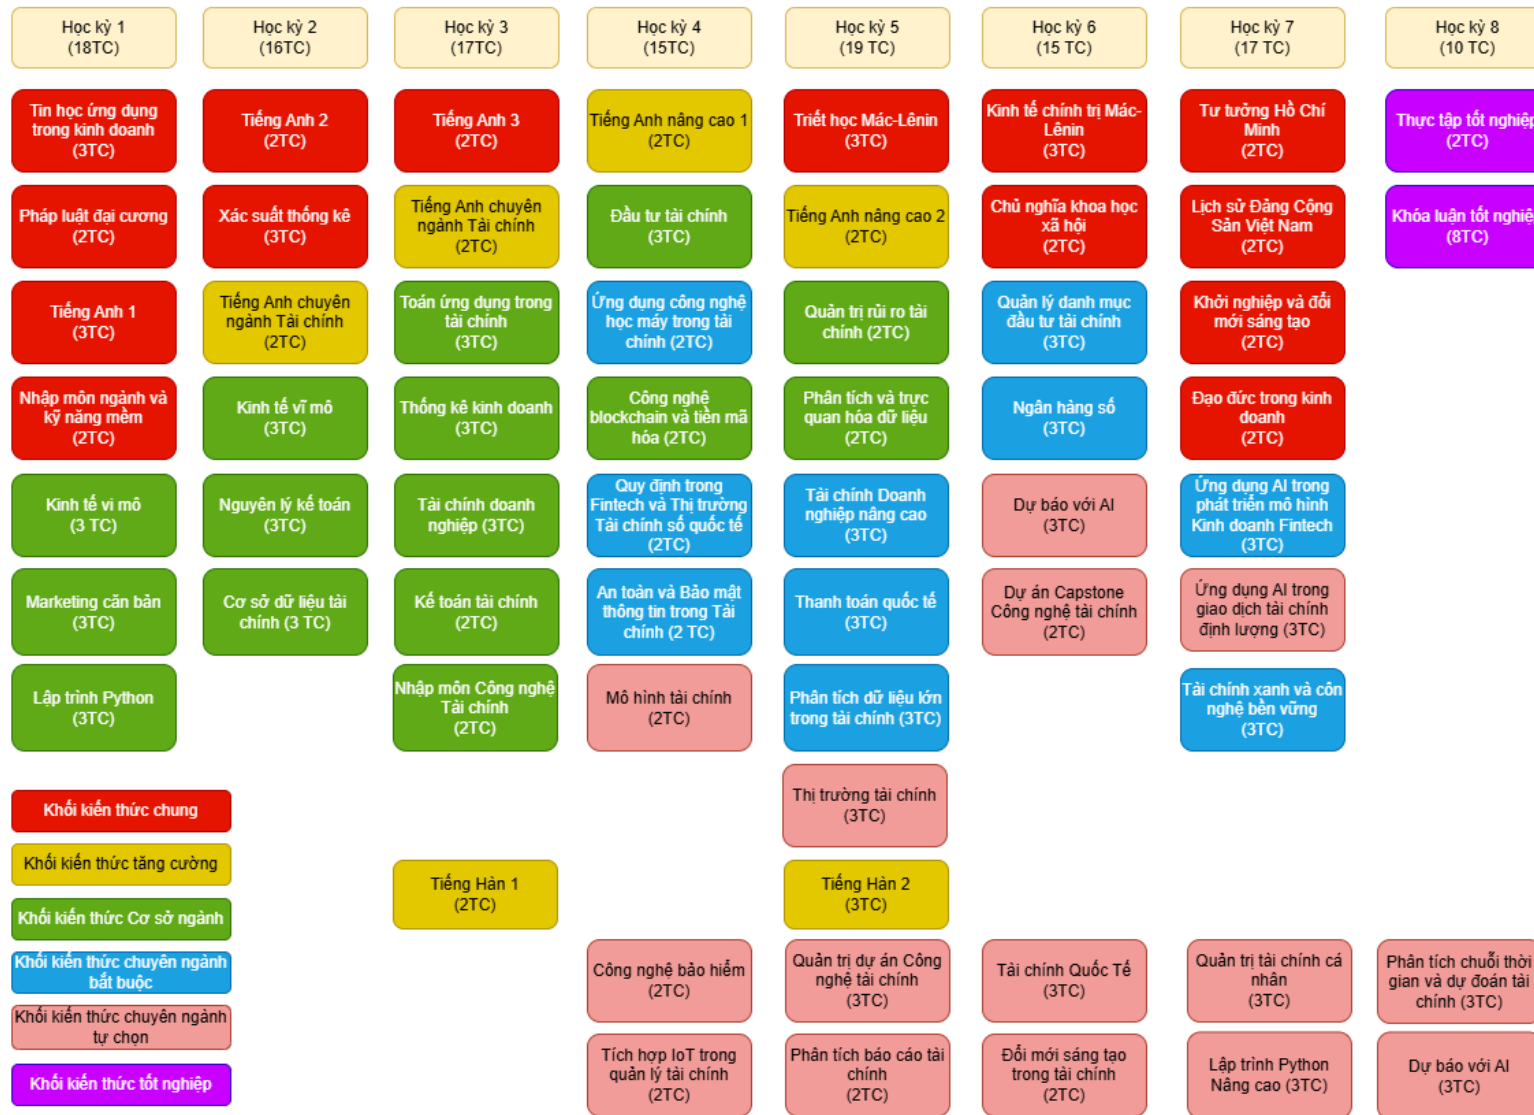 Học kỳ 1
(18TC)
Học kỳ 2
(16TC)
Học kỳ 3
(17TC)
Học kỳ 4
(15TC)
Học kỳ 5
(19 TC)
Học kỳ 6
(15 TC)
Học kỳ 7
(17 TC)
Học kỳ 8
(10 TC)
Tin học ứng dụng
trong kinh doanh
(3TC)
Tiếng Anh 2
(2TC)
Tiếng Anh 3
(2TC)
Tiếng Anh nâng cao 1
(2TC)
Triết học Mác-Lênin
(3TC)
Kinh tế chính trị Mác-
Lênin
(3TC)
Tư tưởng Hồ Chí
Minh
(2TC)
Thực tập tốt nghiệp
(2TC)
Pháp luật đại cương
(2TC)
Xác suất thống kê
(3TC)
Tiếng Anh chuyên
ngành Tài chính
(2TC)
Đầu tư tài chính
(3TC)
Tiếng Anh nâng cao 2
(2TC)
Chủ nghĩa khoa học
xã hội
(2TC)
Lịch sử Đảng Cộng
Sản Việt Nam
(2TC)
Khóa luận tốt nghiệ
(8TC)
Tiếng Anh 1
(3TC)
Tiếng Anh chuyên
ngành Tài chính
(2TC)
Toán ứng dụng trong
tài chính
(3TC)
Ứng dụng công nghệ
học máy trong tài
chính (2TC)
Quản trị rủi ro tài
chính (2TC)
Quản lý danh mục
đầu tư tài chính
(3TC)
Khởi nghiệp và đổi
mới sáng tạo
(2TC)
Nhập môn ngành và
kỹ năng mềm
(2TC)
Kinh tế vĩ mô
(3TC)
Thống kê kinh doanh
(3TC)
Công nghệ
blockchain và tiền mã
hóa (2TC)
Phân tích và trực
quan hóa dữ liệu
(2TC)
Ngân hàng số
(3TC)
Đạo đức trong kinh
doanh
(2TC)
Kinh tế vi mô
(3 TC)
Nguyên lý kế toán
(3TC)
Tài chính doanh
nghiệp (3TC)
Quy định trong
Fintech và Thị trường
Tài chính số quốc tế
(2TC)
Tài chính Doanh
nghiệp nâng cao
(3TC)
Dự báo với AI
(3TC)
Ứng dụng AI trong
phát triển mô hình
Kinh doanh Fintech
(3TC)
Marketing căn bản
(3TC)
Cơ sở dữ liệu tài
chính (3 TC)
Kế toán tài chính
(2TC)
An toàn và Bảo mật
thông tin trong Tài
chính (2 TC)
Thanh toán quốc tế
(3TC)
Dự án Capstone
Công nghệ tài chính
(2TC)
Ứng dụng AI trong
giao dịch tài chính
định lượng (3TC)
Lập trình Python
(3TC)
Nhập môn Công nghệ
Tài chính
(2TC)
Mô hình tài chính
(2TC)
Phân tích dữ liệu lớn
trong tài chính (3TC)
Tài chính xanh và côn
nghệ bền vững
(3TC)
Thị trường tài chính
(3TC)
Khối kiến thức chung
Khối kiến thức tăng cường
Khối kiến thức Cơ sở ngành
Khối kiến thức chuyên ngành
bắt buộc
Khối kiến thức chuyên ngành
tự chọn
Khối kiến thức tốt nghiệp
Tiếng Hàn 1
(2TC)
Tiếng Hàn 2
(3TC)
Công nghệ bảo hiểm
(2TC)
Quản trị dự án Công
nghệ tài chính
(3TC)
Tài chính Quốc Tế
(3TC)
Quản trị tài chính cá
nhân
(3TC)
Phân tích chuỗi thời
gian và dự đoán tài
chính (3TC)
Tích hợp IoT trong
quản lý tài chính
(2TC)
Phân tích báo cáo tài
chính
(2TC)
Đổi mới sáng tạo
trong tài chính
(2TC)
Lập trình Python
Nâng cao (3TC)
Dự báo với AI
(3TC)